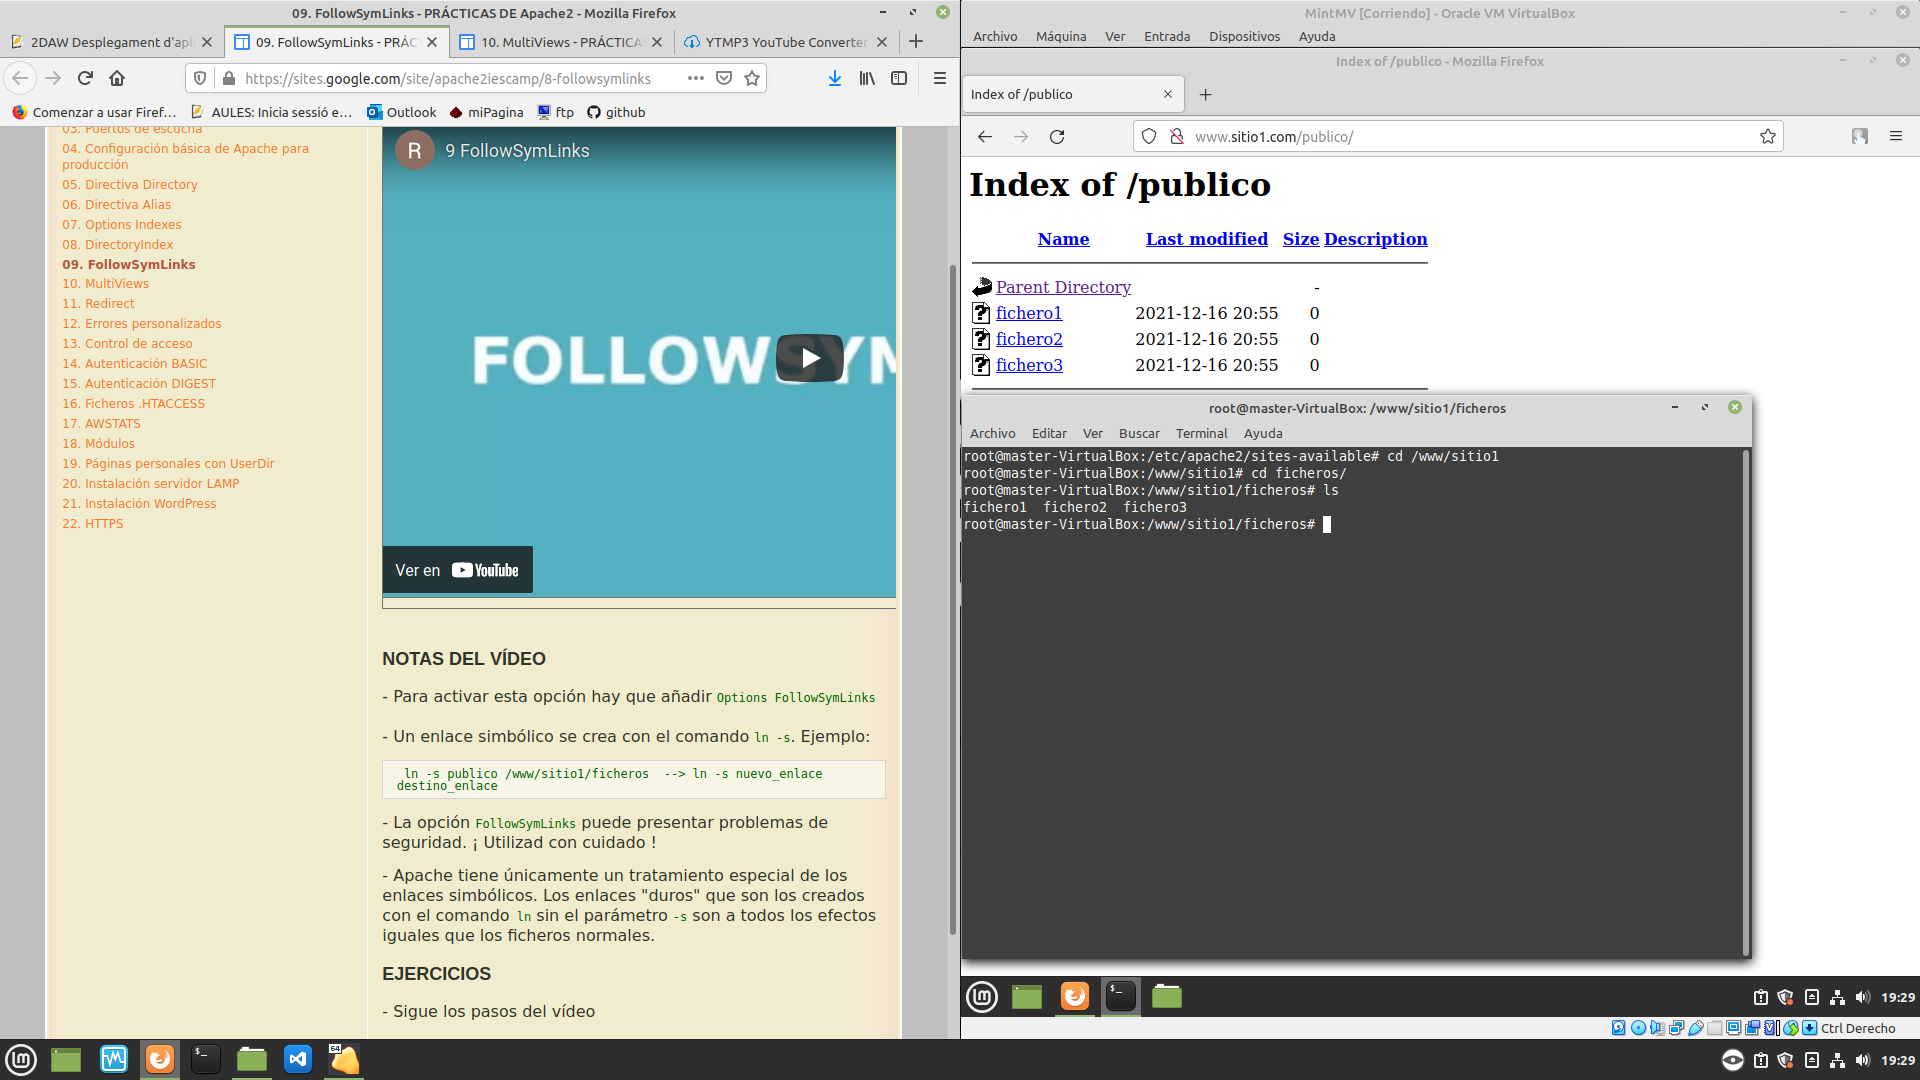 09. FollowSymLinks - PRÁCTICAS DE Apache2 - Mozilla Firefox
2DAW Desplegament d'apl
09. FollowSymLinks - PRÁC
10. MultiViews - PRÁCTICA
YTMP3 YouTube Converter
https://sites.google.com/site/apache2iescamp/8-followsymlinks
Comenzar a usar Firef…
AULES: Inicia sessió e…
Outlook
miPagina
ftp
github
03. Puertos de escucha
04. Configuración básica de Apache para
producción
05. Directiva Directory
06. Directiva Alias
07. Options Indexes
08. DirectoryIndex
09. FollowSymLinks
10. MultiViews
11. Redirect
12. Errores personalizados
13. Control de acceso
14. Autenticación BASIC
15. Autenticación DIGEST
16. Ficheros .HTACCESS
17. AWSTATS
18. Módulos
19. Páginas personales con UserDir
20. Instalación servidor LAMP
21. Instalación WordPress
22. HTTPS
R
9 FollowSymLinks
FOLLOWSYM
Ver en YouTube
NOTAS DEL VÍDEO
- Para activar esta opción hay que añadir Options FollowSymLinks
- Un enlace simbólico se crea con el comando ln -s. Ejemplo:
ln -s publico /www/sitio1/ficheros --> ln -s nuevo_enlace
destino_enlace
- La opción FollowSymLinks puede presentar problemas de
seguridad. ¡ Utilizad con cuidado !
- Apache tiene únicamente un tratamiento especial de los
enlaces simbólicos. Los enlaces "duros" que son los creados
con el comando ln sin el parámetro -s son a todos los efectos
iguales que los ficheros normales.
EJERCICIOS
- Sigue los pasos del vídeo
MintMV [Corriendo] - Oracle VM VirtualBox
Archivo Máquina Ver Entrada Dispositivos Ayuda
Index of /publico - Mozilla Firefox
Index of /publico
www.sitio1.com/publico/
Index of /publico
Name Last modified Size Description
Parent Directory -
fichero1 2021-12-16 20:55 0
fichero2 2021-12-16 20:55 0
fichero3 2021-12-16 20:55 0
root@master-VirtualBox: /www/sitio1/ficheros
Archivo Editar Ver Buscar Terminal Ayuda
root@master-VirtualBox:/etc/apache2/sites-available# cd /www/sitio1
root@master-VirtualBox:/www/sitio1# cd ficheros/
root@master-VirtualBox:/www/sitio1/ficheros# ls
fichero1 fichero2 fichero3
root@master-VirtualBox:/www/sitio1/ficheros#
19:29
Ctrl Derecho
64
19:29